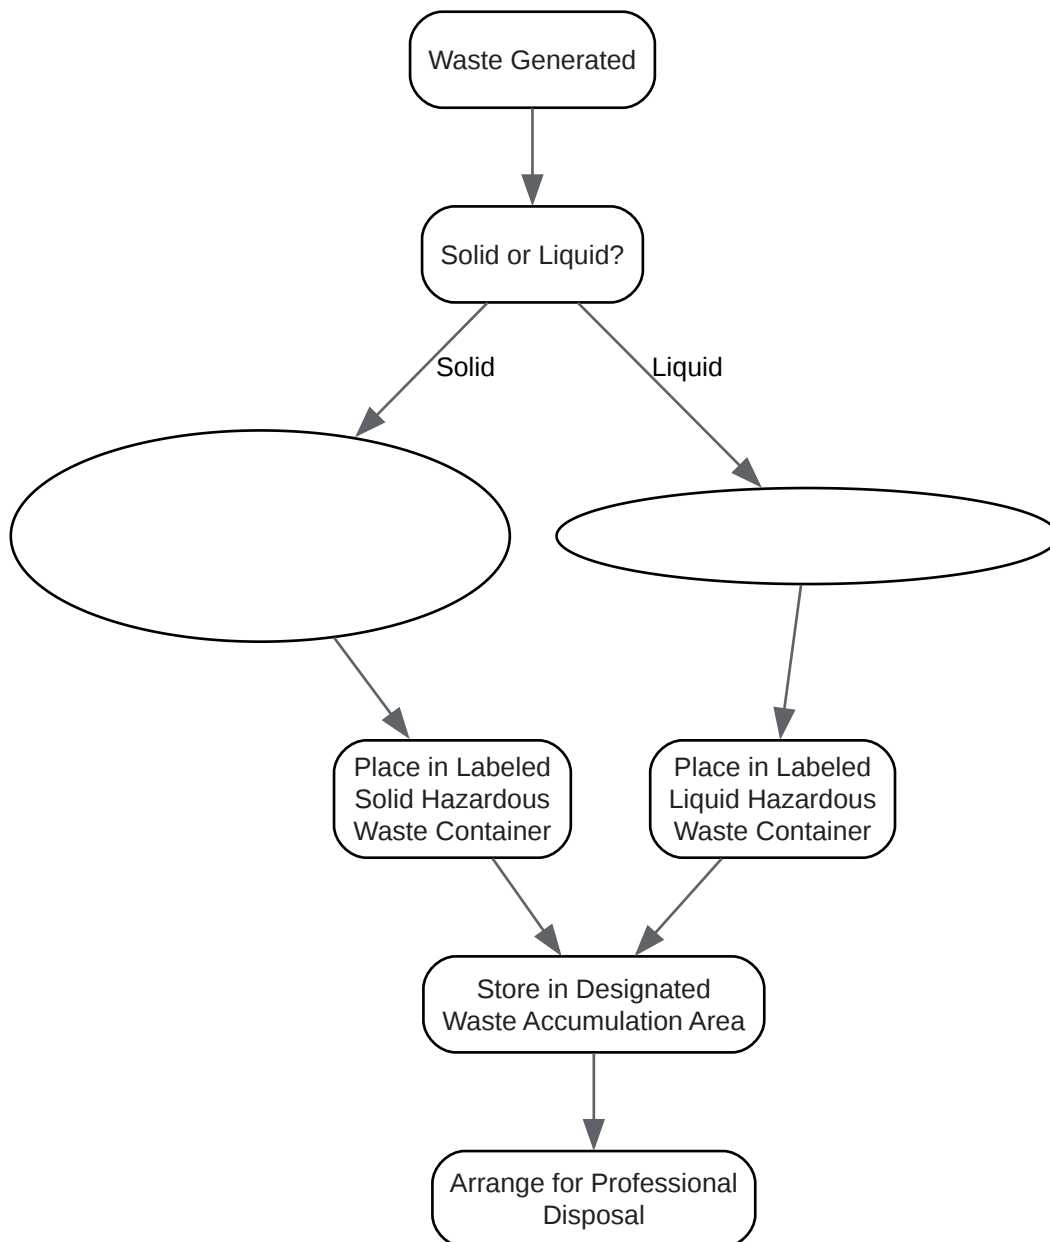 Waste Generated
Solid or Liquid?
Solid
Liquid
Place in Labeled
Solid Hazardous
Waste Container
Place in Labeled
Liquid Hazardous
Waste Container
Store in Designated
Waste Accumulation Area
Arrange for Professional
Disposal